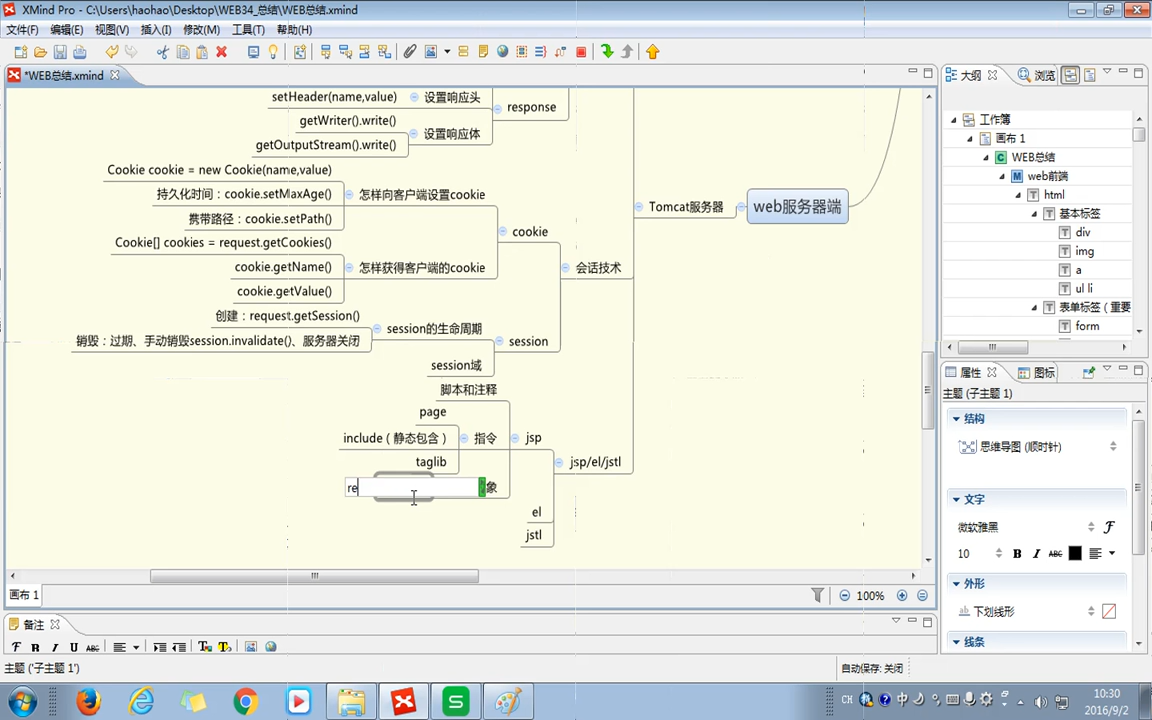 XMind Pro - C:\Users\haohao\Desktop\WEB34_总结\WEB总结.xmind
文件(F) 编辑(E) 视图(V) 插入(I) 修改(M) 工具(T) 帮助(H)
*WEB总结.xmind
setHeader(name,value)
设置响应头
response
getWriter().write()
设置响应体
getOutputStream().write()
Cookie cookie = new Cookie(name,value)
持久化时间：cookie.setMaxAge()
怎样向客户端设置cookie
携带路径：cookie.setPath()
cookie
Cookie[] cookies = request.getCookies()
cookie.getName()
怎样获得客户端的cookie
cookie.getValue()
会话技术
创建：request.getSession()
session的生命周期
销毁：过期、手动销毁session.invalidate()、服务器关闭
session
session域
脚本和注释
page
include（静态包含）
指令
jsp
taglib
jsp/el/jstl
re
象
el
jstl
Tomcat服务器
web服务器端
大纲
浏览
工作簿
画布 1
WEB总结
web前端
html
基本标签
div
img
a
ul li
表单标签（重要
form
属性
图标
主题 (子主题 1)
结构
思维导图 (顺时针)
文字
微软雅黑
10
B I ABC
外形
下划线形
线条
画布 1
100%
备注
主题 ('子主题 1')
自动保存: 关闭
CH
中
10:30
2016/9/2